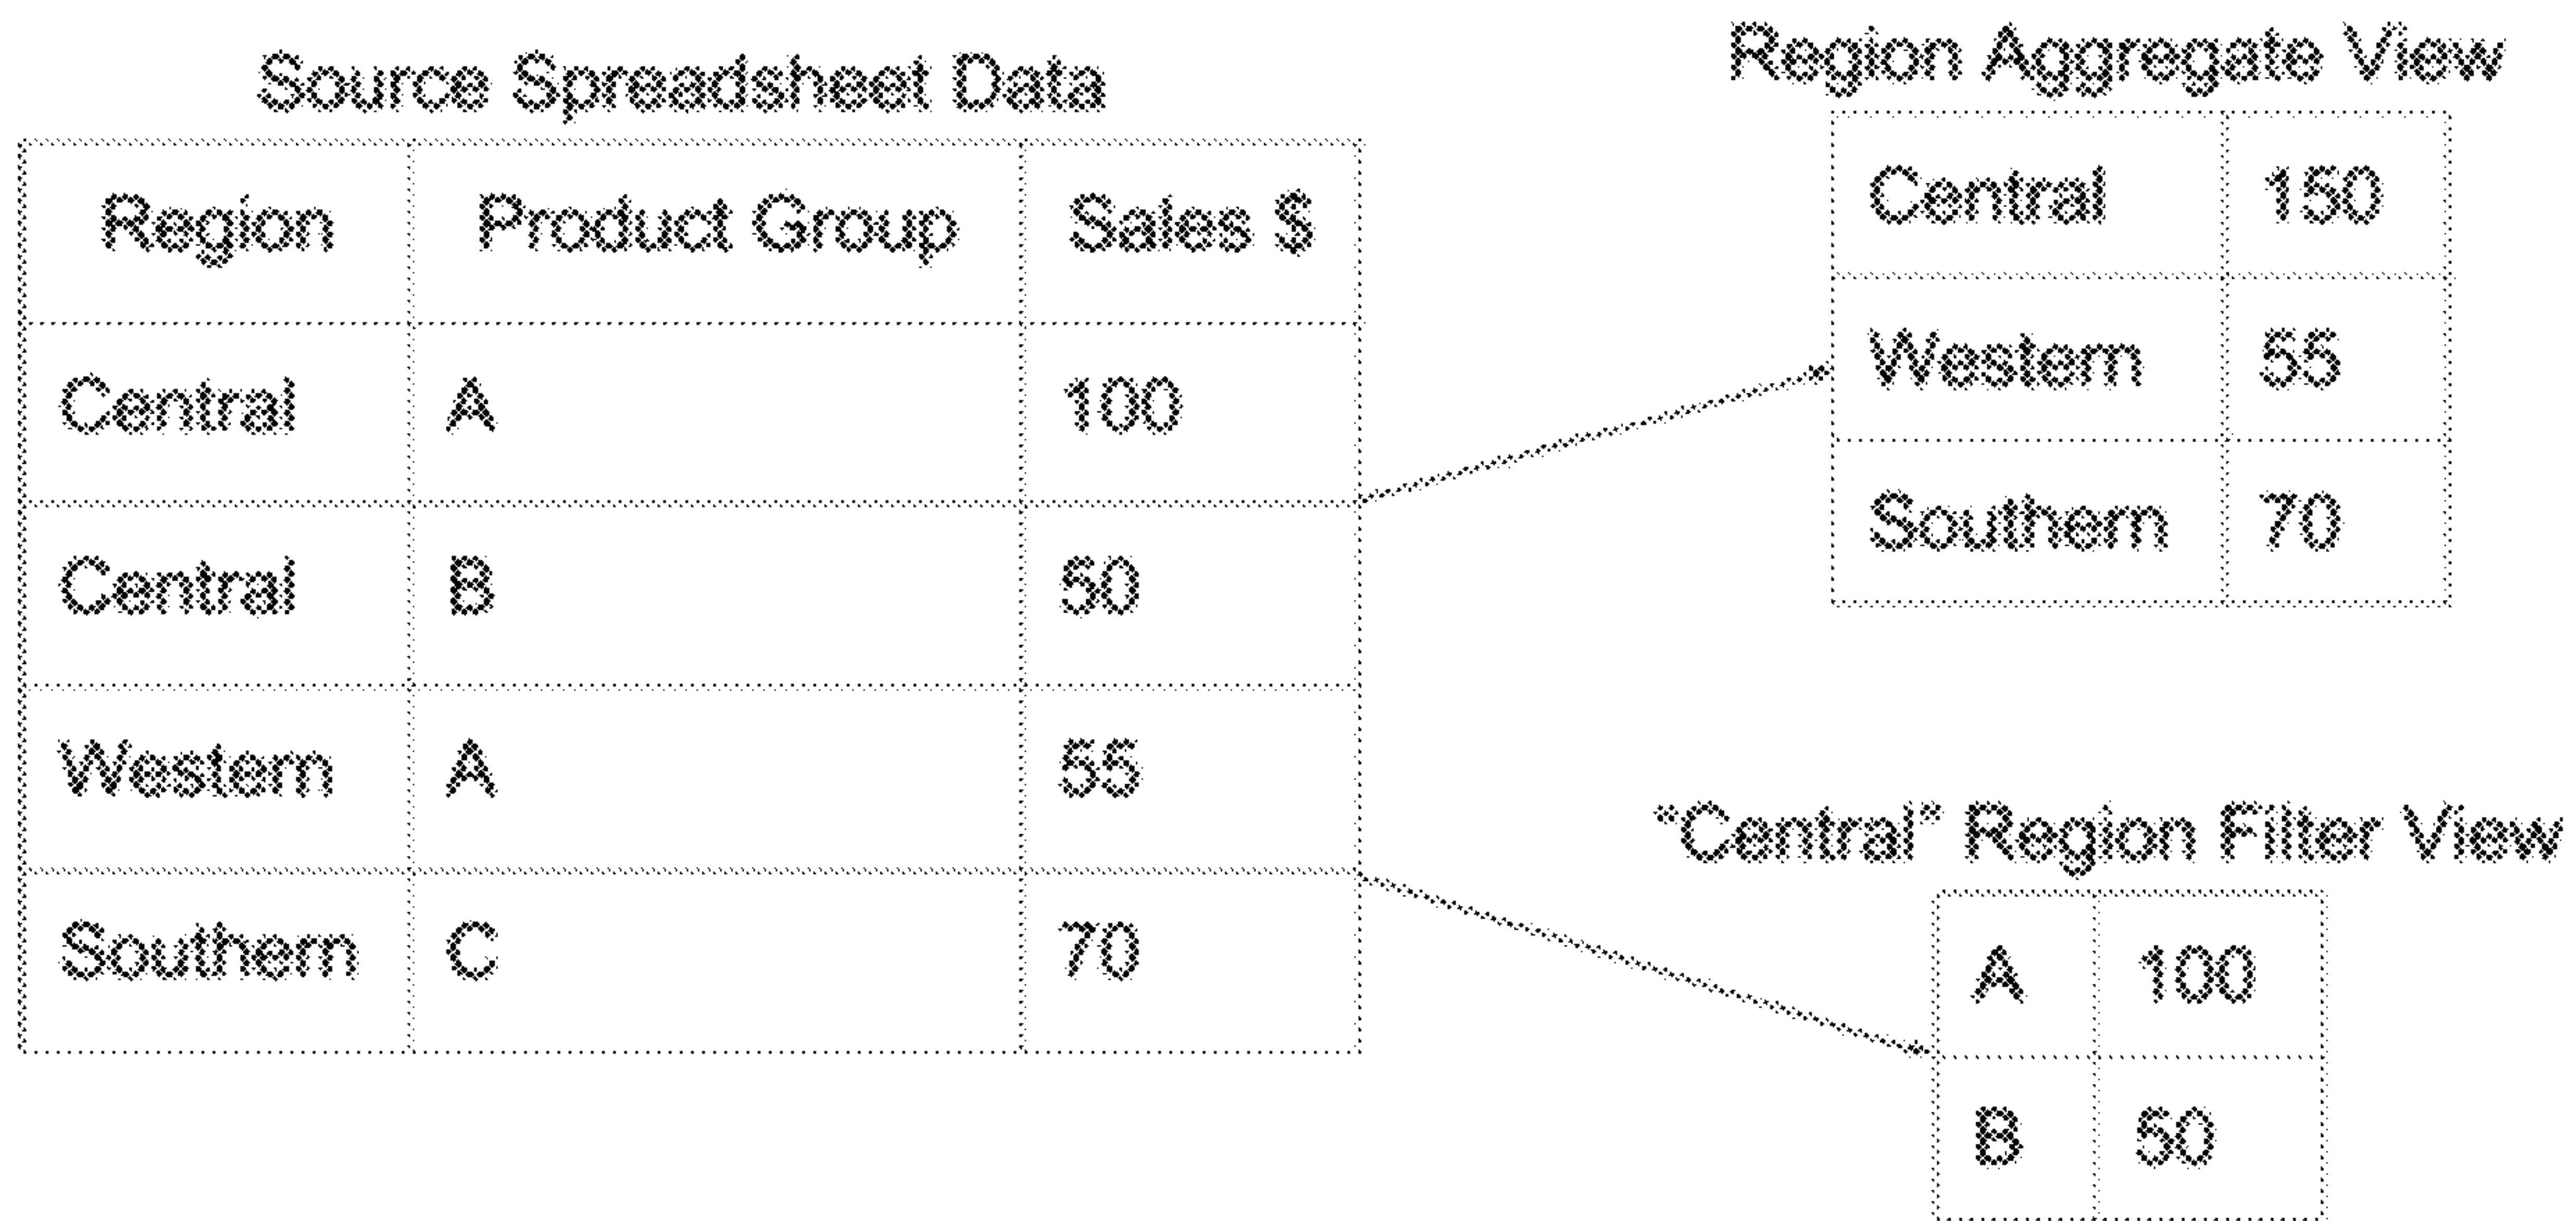 Source Spreadsheet Data
Region Product Group Sales $
Central A 100
Central B 50
Western A 55
Southern C 70
Region Aggregate View
Central 150
Western 55
Southern 70
“Central” Region Filter View
A 100
B 50